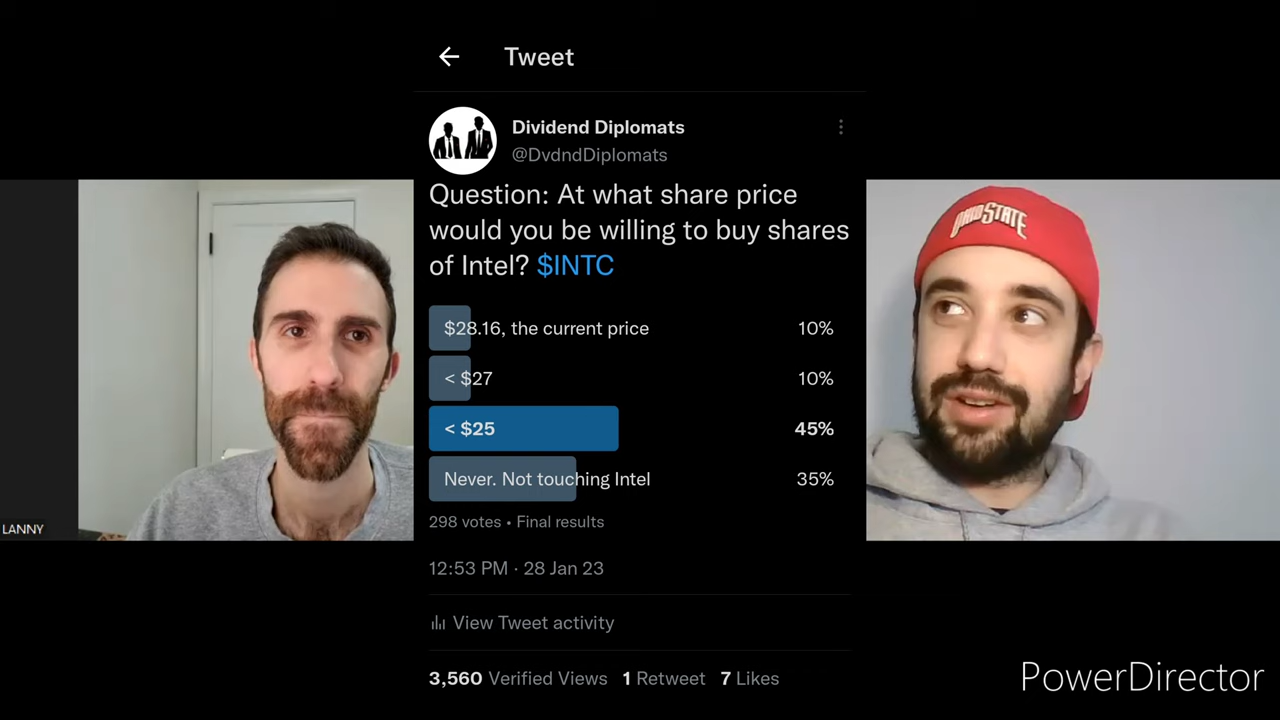 Tweet
Dividend Diplomats
@DvdndDiplomats
Question: At what share price
would you be willing to buy shares
of Intel? $INTC
$28.16, the current price 10%
< $27 10%
< $25 45%
Never. Not touching Intel 35%
298 votes • Final results
12:53 PM · 28 Jan 23
View Tweet activity
3,560 Verified Views 1 Retweet 7 Likes
LANNY
OHIO STATE
PowerDirector